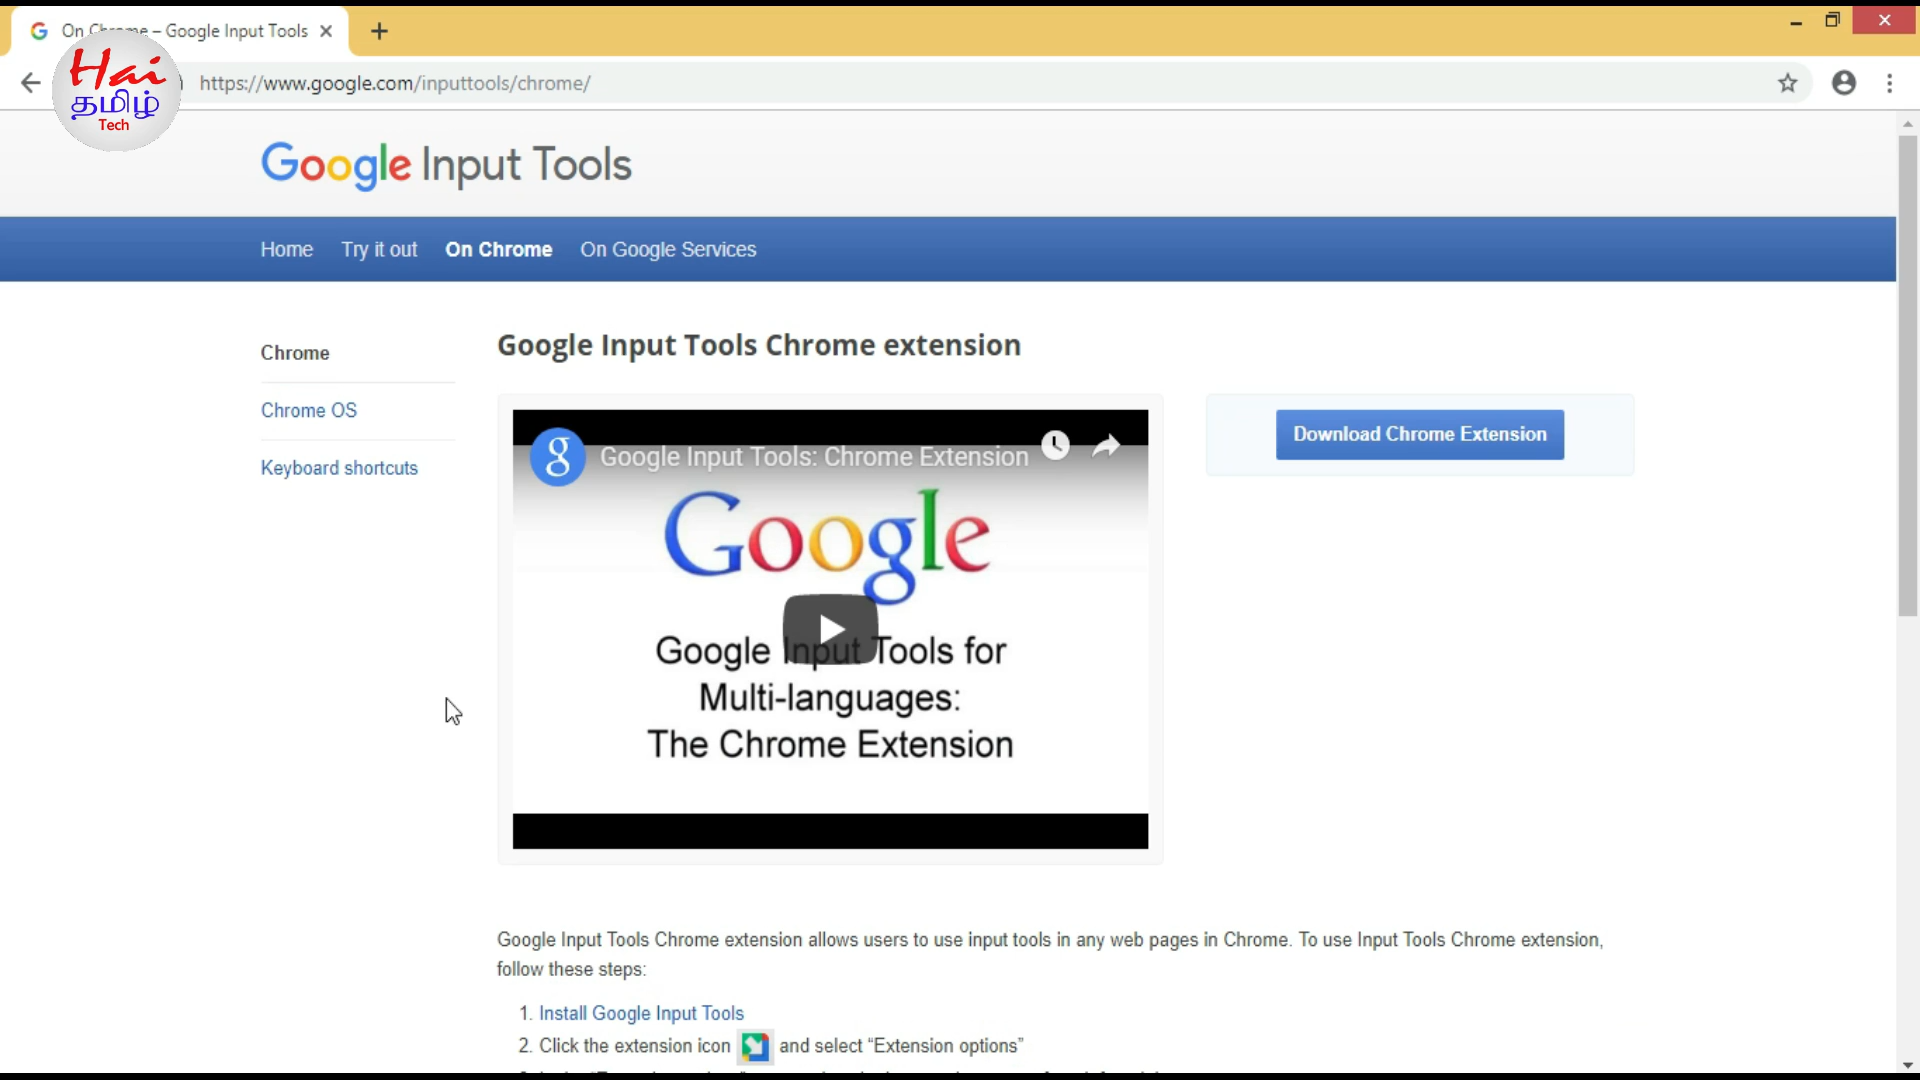 On Chrome – Google Input Tools
Hai
தமிழ்
Tech
https://www.google.com/inputtools/chrome/
Google Input Tools
Home Try it out On Chrome On Google Services
Chrome
Chrome OS
Keyboard shortcuts
Google Input Tools Chrome extension
g Google Input Tools: Chrome Extension
Google
Google Input Tools for
Multi-languages:
The Chrome Extension
Download Chrome Extension
Google Input Tools Chrome extension allows users to use input tools in any web pages in Chrome. To use Input Tools Chrome extension,
follow these steps:
1. Install Google Input Tools
2. Click the extension icon and select “Extension options”